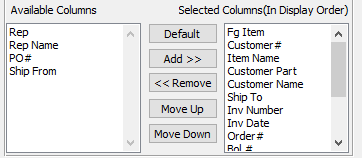 Available Columns
Selected Columns(In Display Order)
Rep
Rep Name
PO#
Ship From
Default
Add >>
<< Remove
Move Up
Move Down
Fg Item
Customer#
Item Name
Customer Part
Customer Name
Ship To
Inv Number
Inv Date
Order#
Bol #